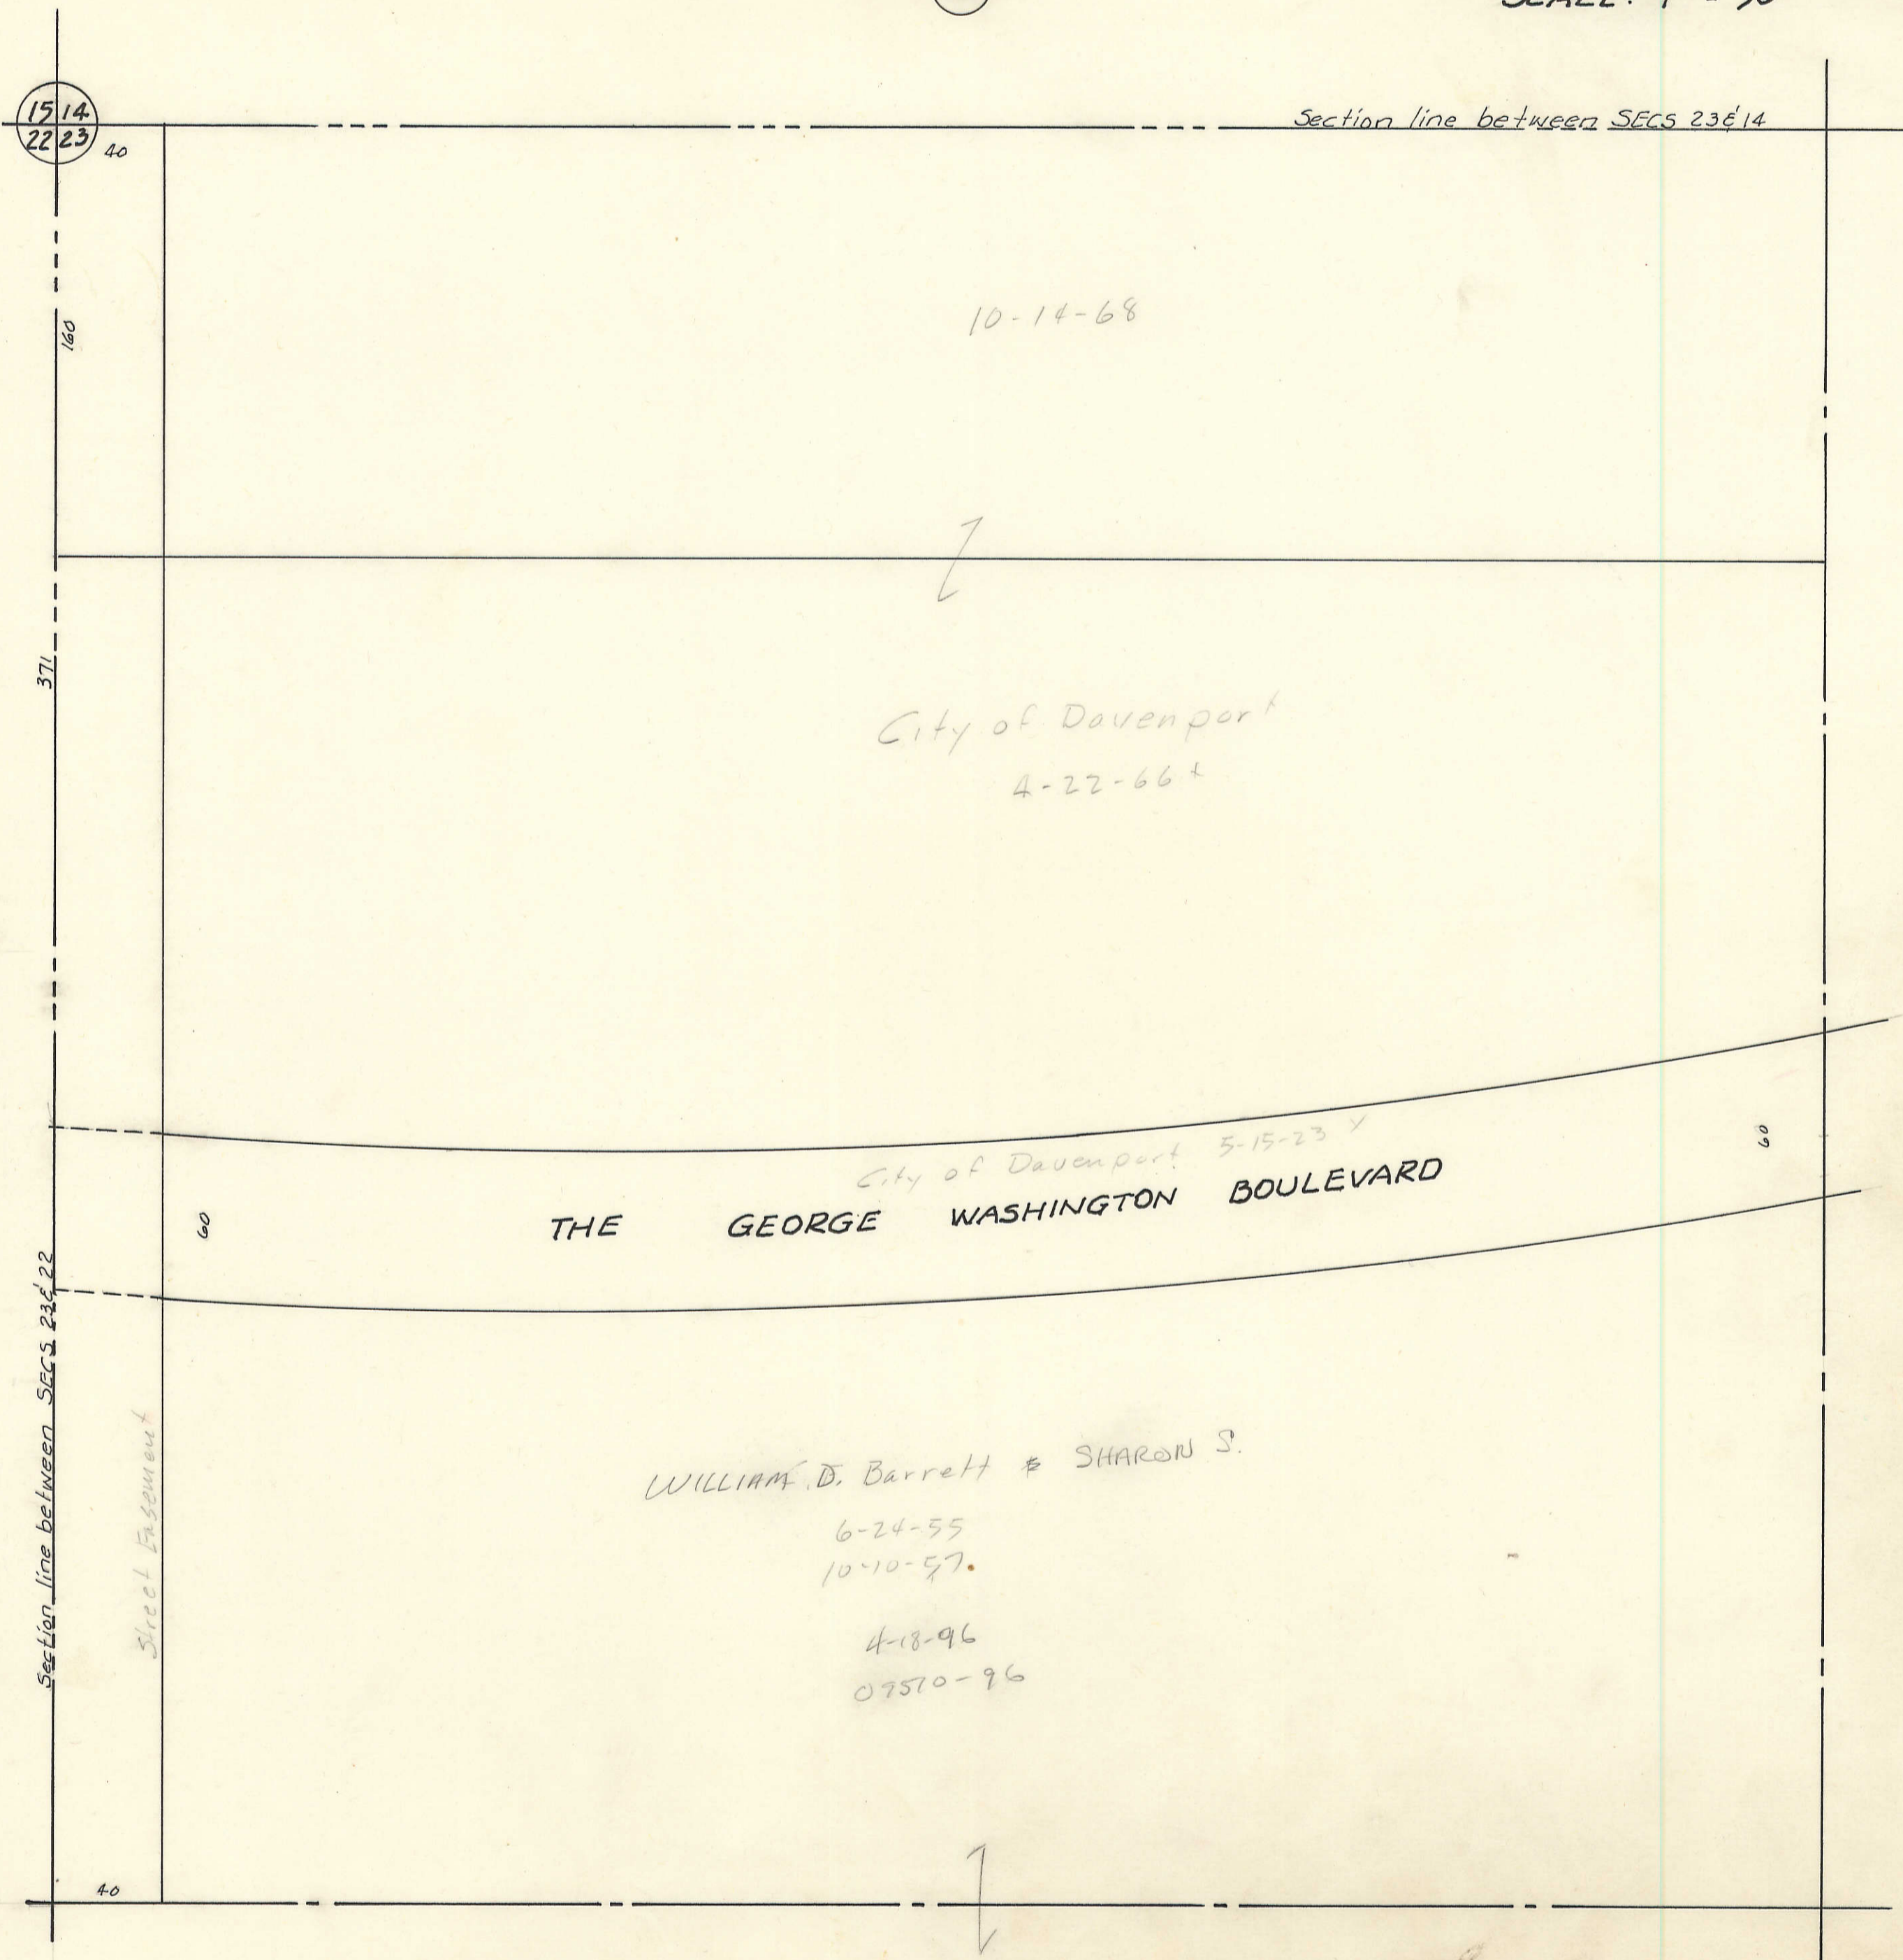 15 14
22 23
40
Section line between SECS 23 & 14
160
10-14-68
371
City of Davenport
4-22-66 x
City of Davenport 5-15-23 x
THE GEORGE WASHINGTON BOULEVARD
60
60
Section line between SECS 23 & 22
Street Easement
WILLIAM D. Barrett & SHARON S.
6-24-55
10-10-57.
4-18-96
40